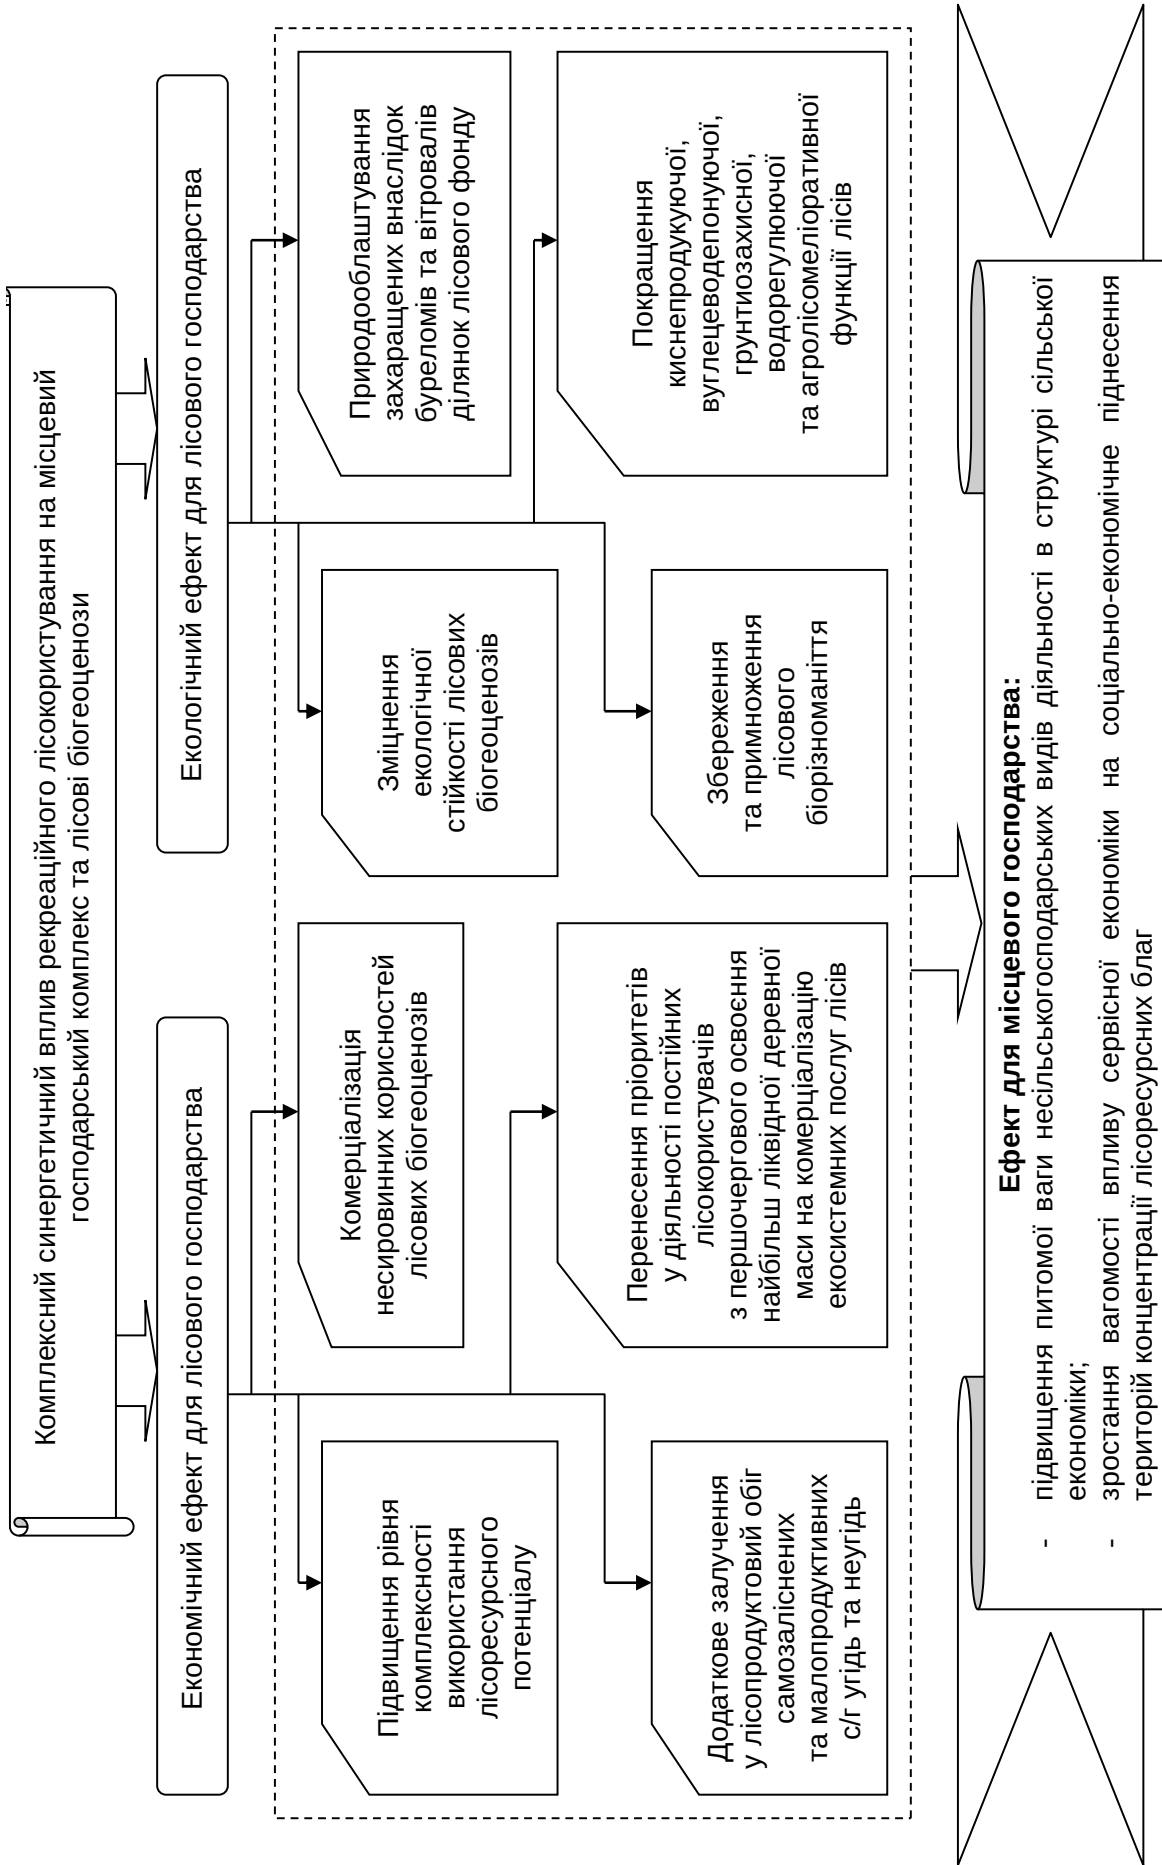 Комплексний синергетичний вплив рекреаційного лісокористування на місцевий
господарський комплекс та лісові біогеоценози
Економічний ефект для лісового господарства
Екологічний ефект для лісового господарства
Підвищення рівня
комплексності
використання
лісоресурсного
потенціалу
Комерціалізація
несировинних корисностей
лісових біогеоценозів
Зміцнення
екологічної
стійкості лісових
біогеоценозів
Природооблаштування
захаращених внаслідок
буреломів та вітровалів
ділянок лісового фонду
Додаткове залучення
у лісопродуктовий обіг
самозаліснених
та малопродуктивних
с/г угідь та неугідь
Перенесення пріоритетів
у діяльності постійних
лісокористувачів
з першочергового освоєння
найбільш ліквідної деревної
маси на комерціалізацію
екосистемних послуг лісів
Збереження
та примноження
лісового
біорізноманіття
Покращення
киснепродукуючої,
вуглецеводепонуючої,
грунтиозахисної,
водорегулюючої
та агролісомеліоративної
функції лісів
Ефект для місцевого господарства:
- підвищення питомої ваги несільськогосподарських видів діяльності в структурі сільської
економіки;
- зростання вагомості впливу сервісної економіки на соціально-економічне піднесення
територій концентрації лісоресурсних благ